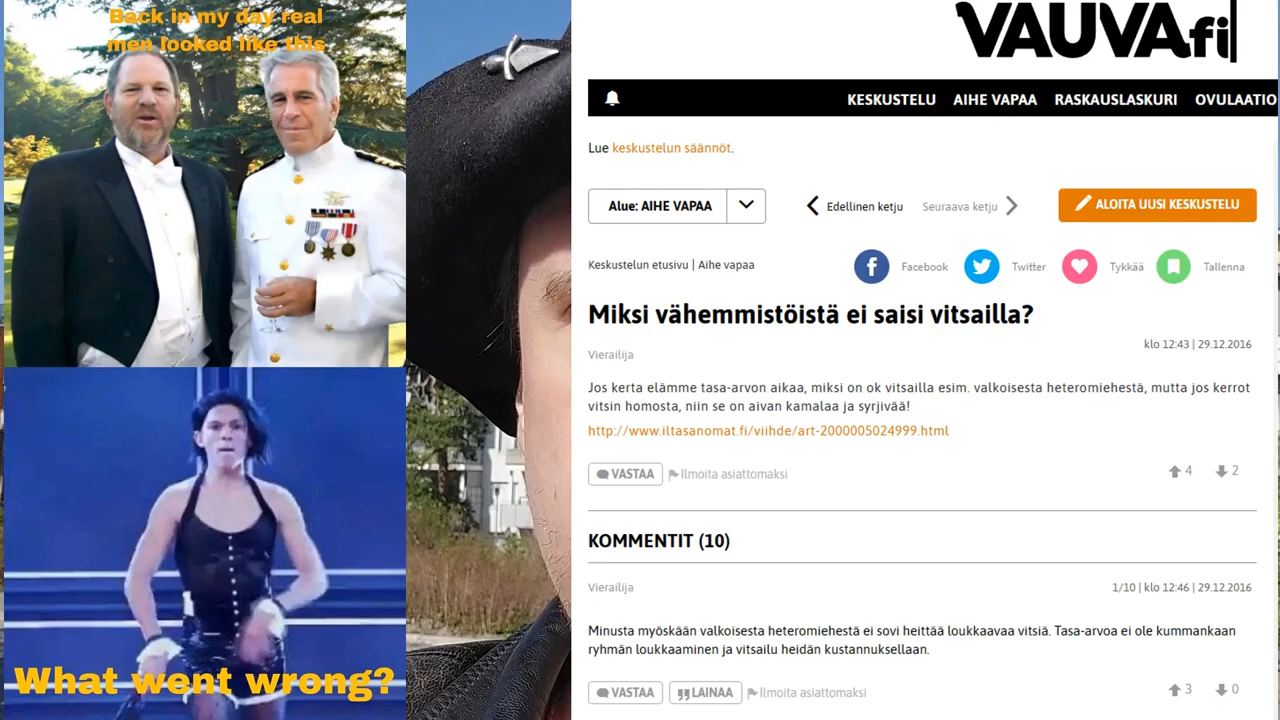 Back in my day real
men looked like this
What went wrong?
VAUVA.fi
KESKUSTELU AIHE VAPAA RASKAUSLASKURI OVULAATIO
Lue keskustelun säännöt.
Alue: AIHE VAPAA
Edellinen ketju
Seuraava ketju
ALOITA UUSI KESKUSTELU
Keskustelun etusivu | Aihe vapaa
Facebook
Twitter
Tykkää
Tallenna
Miksi vähemmistöistä ei saisi vitsailla?
klo 12:43 | 29.12.2016
Vierailija
Jos kerta elämme tasa-arvon aikaa, miksi on ok vitsailla esim. valkoisesta heteromiehestä, mutta jos kerrot
vitsin homosta, niin se on aivan kamalaa ja syrjivää!
http://www.iltasanomat.fi/viihde/art-2000005024999.html
VASTAA Ilmoita asiattomaksi 4 2
KOMMENTIT (10)
Vierailija 1/10 | klo 12:46 | 29.12.2016
Minusta myöskään valkoisesta heteromiehestä ei sovi heittää loukkaavaa vitsiä. Tasa-arvoa ei ole kummankaan
ryhmän loukkaaminen ja vitsailu heidän kustannuksellaan.
VASTAA LAINAA Ilmoita asiattomaksi 3 0